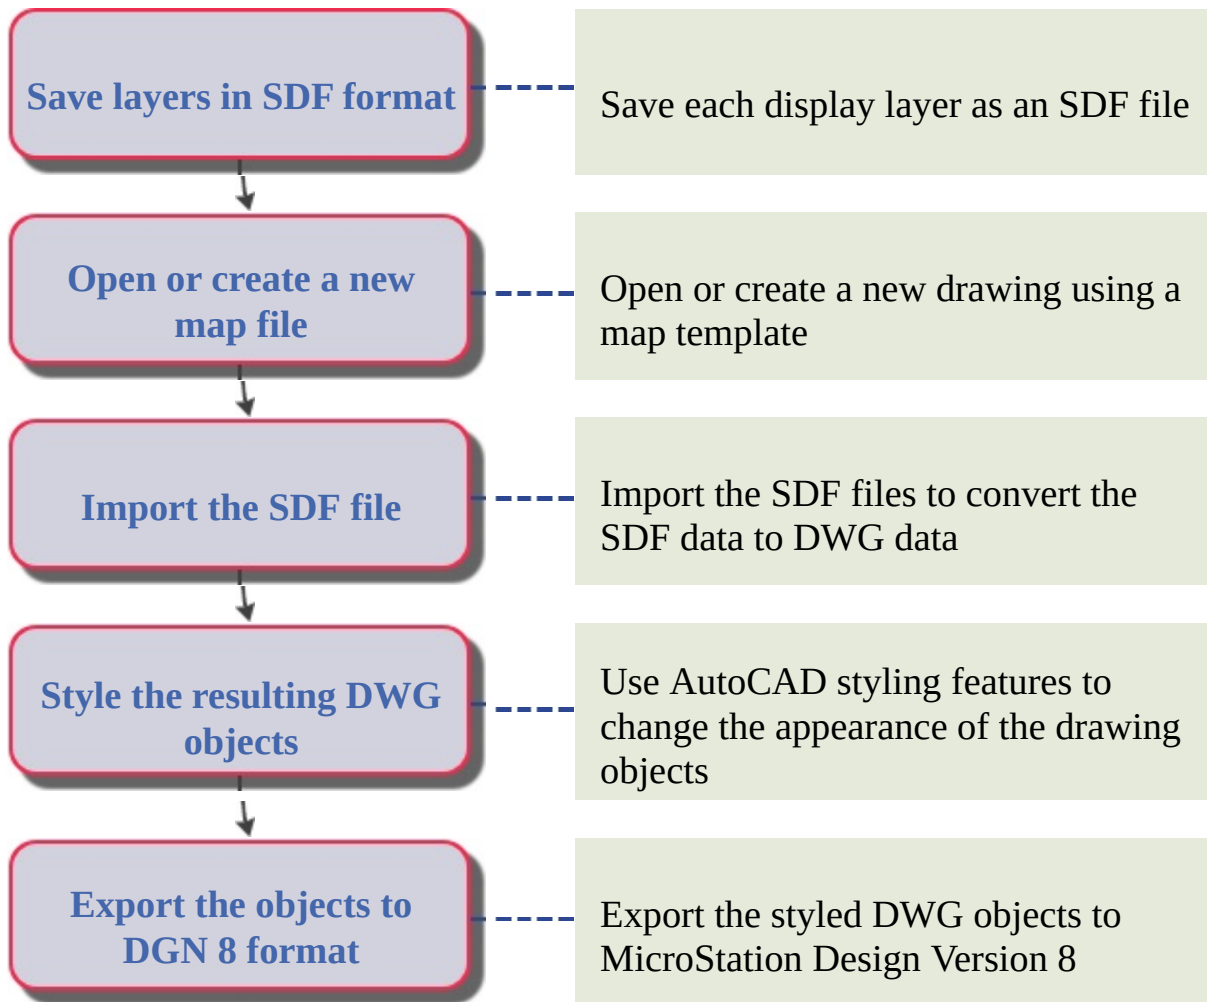 Save layers in SDF format
Save each display layer as an SDF file
Open or create a new
map file
Open or create a new drawing using a
map template
Import the SDF file
Import the SDF files to convert the
SDF data to DWG data
Style the resulting DWG
objects
Use AutoCAD styling features to
change the appearance of the drawing
objects
Export the objects to
DGN 8 format
Export the styled DWG objects to
MicroStation Design Version 8